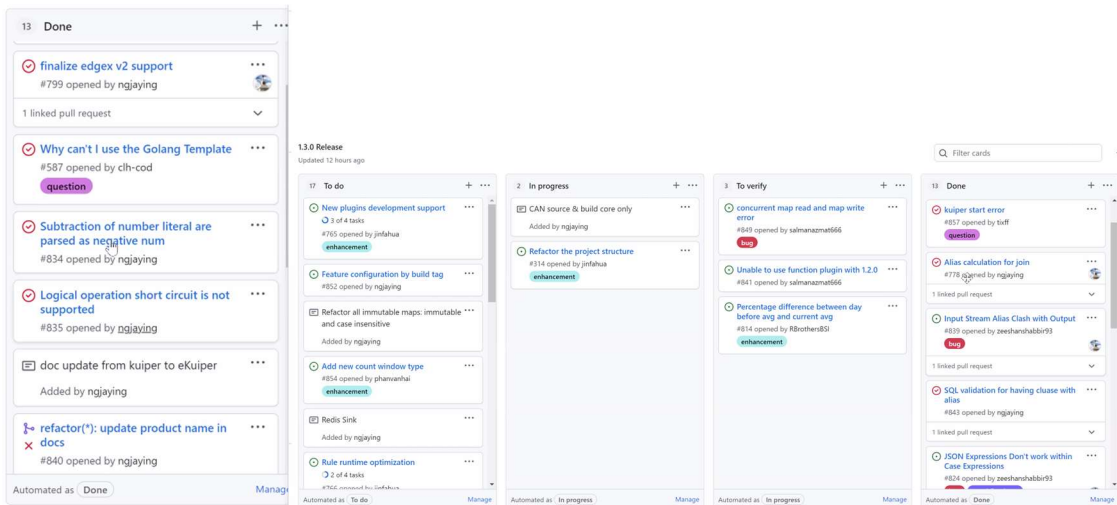 13 Done + ...
finalize edgex v2 support ...
#799 opened by ngjaying
1 linked pull request
Why can't I use the Golang Template ...
#587 opened by clh-cod
question
Subtraction of number literal are ...
parsed as negative num
#834 opened by ngjaying
Logical operation short circuit is not ...
supported
#835 opened by ngjaying
doc update from kuiper to eKuiper ...
Added by ngjaying
refactor(*): update product name in ...
docs
#840 opened by ngjaying
Automated as Done Manage
1.3.0 Release
Updated 12 hours ago
Filter cards
17 To do + ...
New plugins development support ...
3 of 4 tasks
#765 opened by jinfahua
enhancement
Feature configuration by build tag ...
#852 opened by ngjaying
Refactor all immutable maps: immutable ...
and case insensitive
Added by ngjaying
Add new count window type ...
#854 opened by phanvanhai
enhancement
Redis Sink ...
Added by ngjaying
Rule runtime optimization ...
2 of 4 tasks
#766 opened by jinfahua
Automated as To do Manage
2 In progress + ...
CAN source & build core only ...
Added by ngjaying
Refactor the project structure ...
#314 opened by jinfahua
enhancement
Automated as In progress Manage
3 To verify + ...
concurrent map read and map write ...
error
#849 opened by salmanazmat666
bug
Unable to use function plugin with 1.2.0 ...
#841 opened by salmanazmat666
Percentage difference between day ...
before avg and current avg
#814 opened by RBrothersBSI
enhancement
Automated as In progress Manage
13 Done + ...
kuiper start error ...
#857 opened by tixff
question
Alias calculation for join ...
#778 opened by ngjaying
1 linked pull request
Input Stream Alias Clash with Output ...
#839 opened by zeeshanshabbir93
bug
1 linked pull request
SQL validation for having cluase with ...
alias
#843 opened by ngjaying
1 linked pull request
JSON Expressions Don't work within ...
Case Expressions
#824 opened by zeeshanshabbir93
Automated as Done Manage